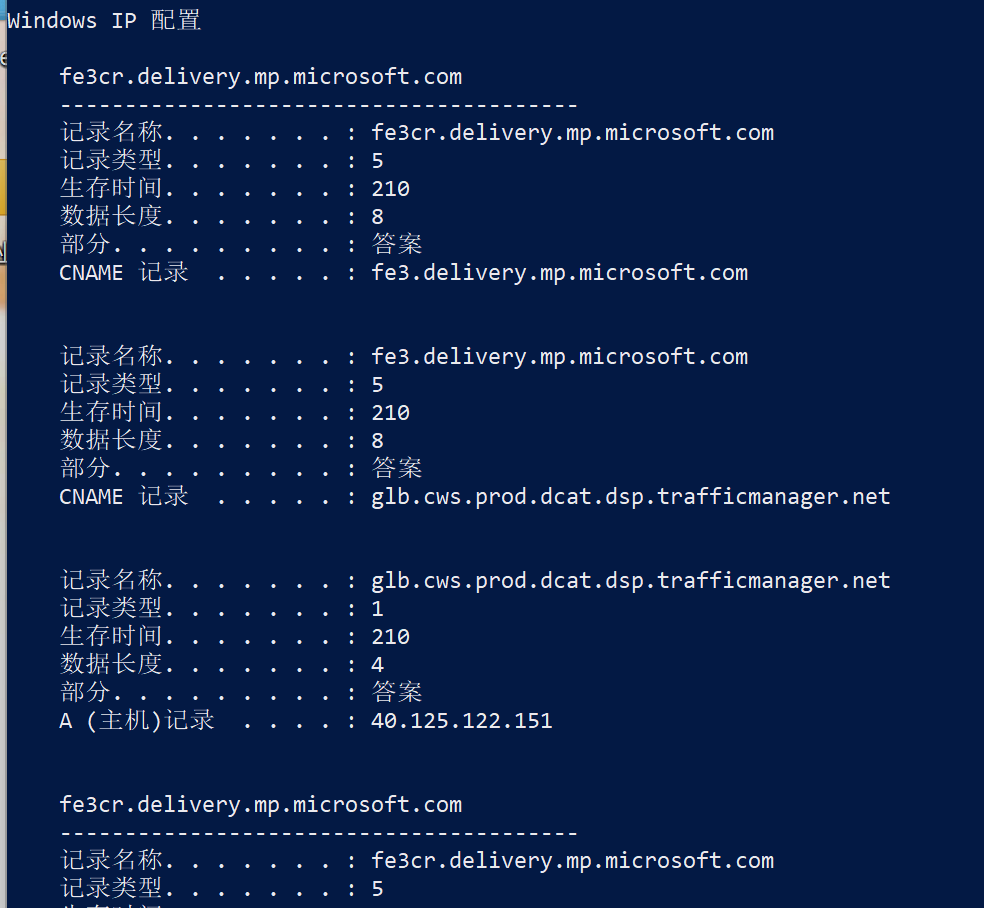 Windows IP 配置
fe3cr.delivery.mp.microsoft.com
----------------------------------------
记录名称. . . . . . . : fe3cr.delivery.mp.microsoft.com
记录类型. . . . . . . : 5
生存时间. . . . . . . : 210
数据长度. . . . . . . : 8
部分. . . . . . . . . : 答案
CNAME 记录  . . . . . : fe3.delivery.mp.microsoft.com
记录名称. . . . . . . : fe3.delivery.mp.microsoft.com
记录类型. . . . . . . : 5
生存时间. . . . . . . : 210
数据长度. . . . . . . : 8
部分. . . . . . . . . : 答案
CNAME 记录  . . . . . : glb.cws.prod.dcat.dsp.trafficmanager.net
记录名称. . . . . . . : glb.cws.prod.dcat.dsp.trafficmanager.net
记录类型. . . . . . . : 1
生存时间. . . . . . . : 210
数据长度. . . . . . . : 4
部分. . . . . . . . . : 答案
A (主机)记录  . . . . : 40.125.122.151
fe3cr.delivery.mp.microsoft.com
----------------------------------------
记录名称. . . . . . . : fe3cr.delivery.mp.microsoft.com
记录类型. . . . . . . : 5